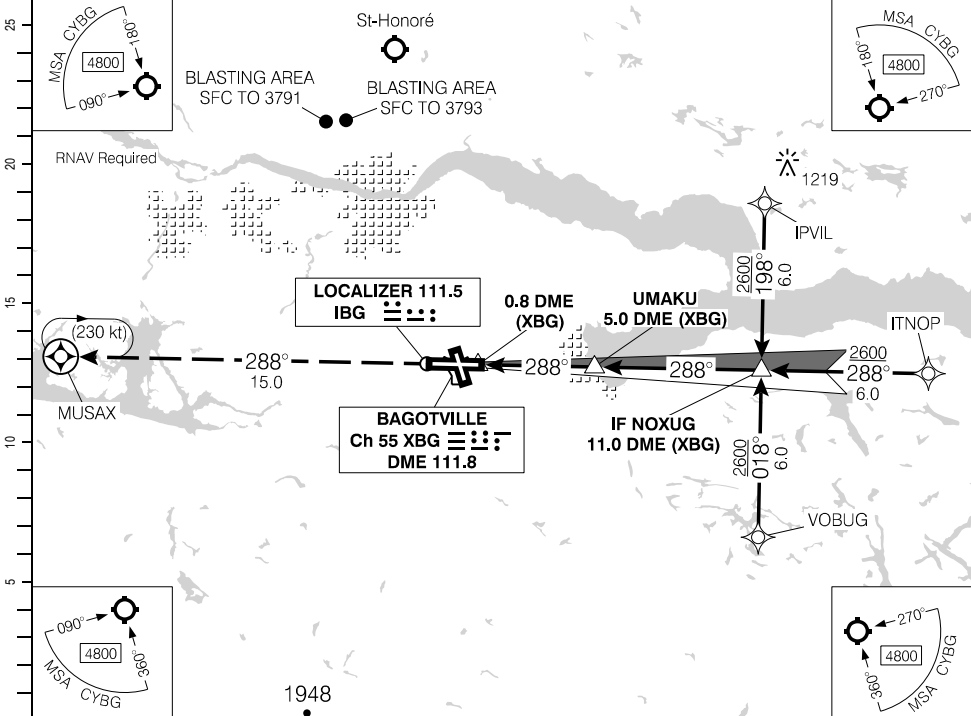 25
20
15
10
5
MSA CYBG
180°
4800
090°
St-Honoré
BLASTING AREA
SFC TO 3791
BLASTING AREA
SFC TO 3793
MSA CYBG
180°
4800
270°
RNAV Required
1219
IPVIL
2600
198°
6.0
LOCALIZER 111.5
IBG
0.8 DME
(XBG)
UMAKU
5.0 DME (XBG)
ITNOP
(230 kt)
MUSAX
288°
15.0
288°
288°
2600
288°
6.0
BAGOTVILLE
Ch 55 XBG
DME 111.8
IF NOXUG
11.0 DME (XBG)
2600
018°
6.0
VOBUG
090°
360°
4800
MSA CYBG
1948
270°
360°
4800
MSA CYBG